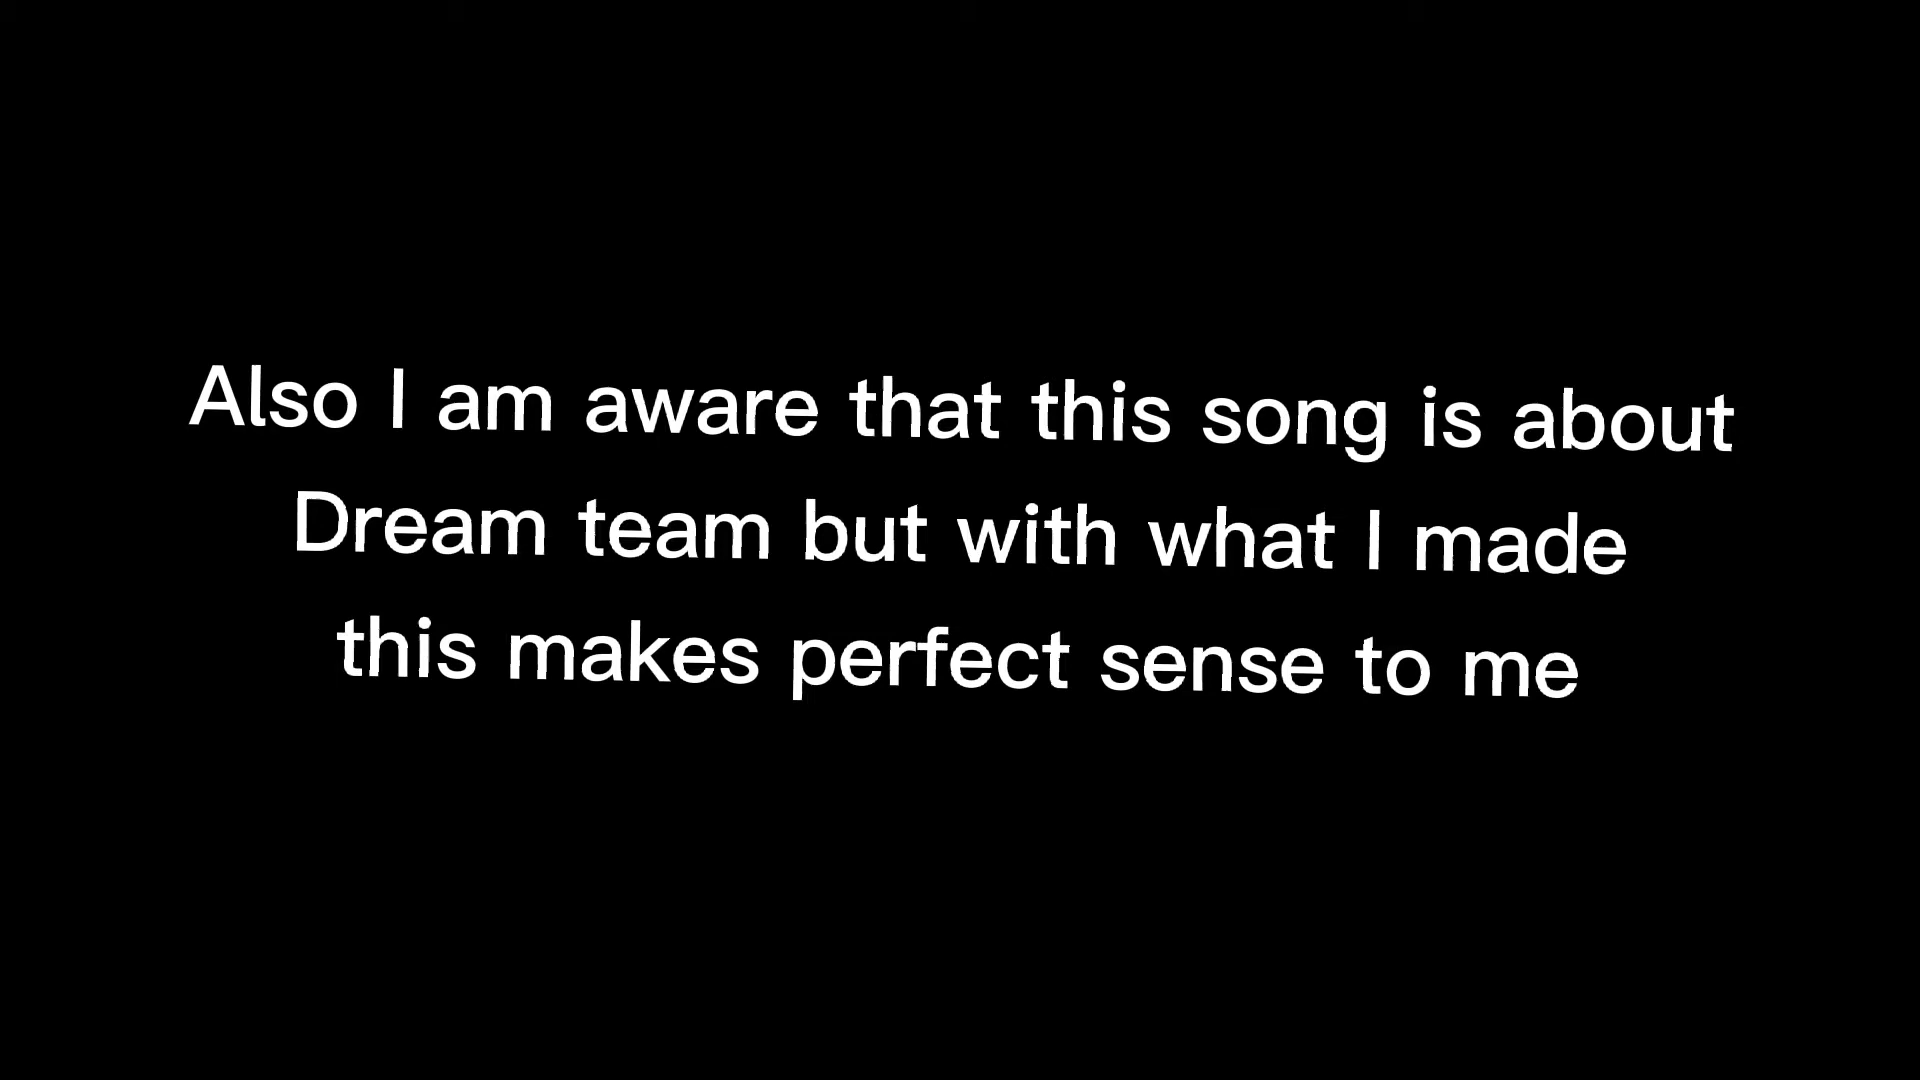 Also I am aware that this song is about
Dream team but with what I made
this makes perfect sense to me